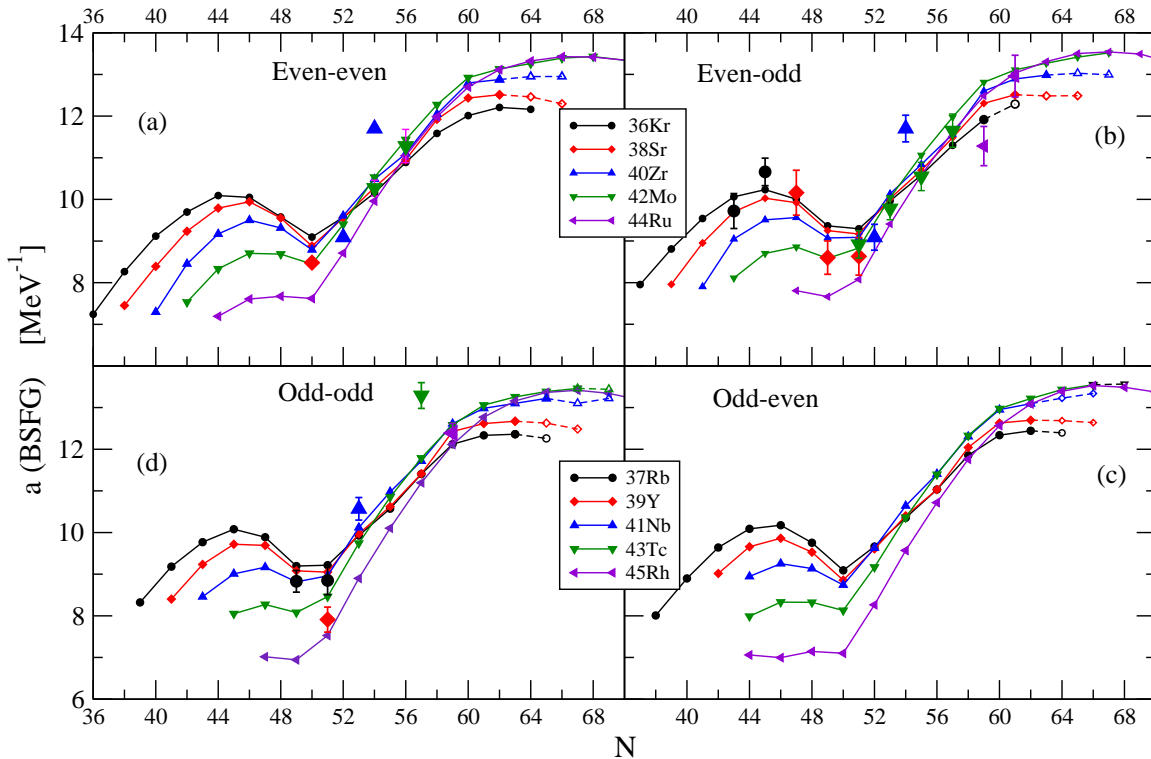 36 40 44 48 52 56 60 64 68 40 44 48 52 56 60 64 68
14
12
10
8
Even-even
(a)
36Kr
38Sr
40Zr
42Mo
44Ru
Even-odd
(b)
a (BSFG) [MeV⁻¹]
12
10
8
6
Odd-odd
(d)
37Rb
39Y
41Nb
43Tc
45Rh
Odd-even
(c)
36 40 44 48 52 56 60 64 68 40 44 48 52 56 60 64 68
N